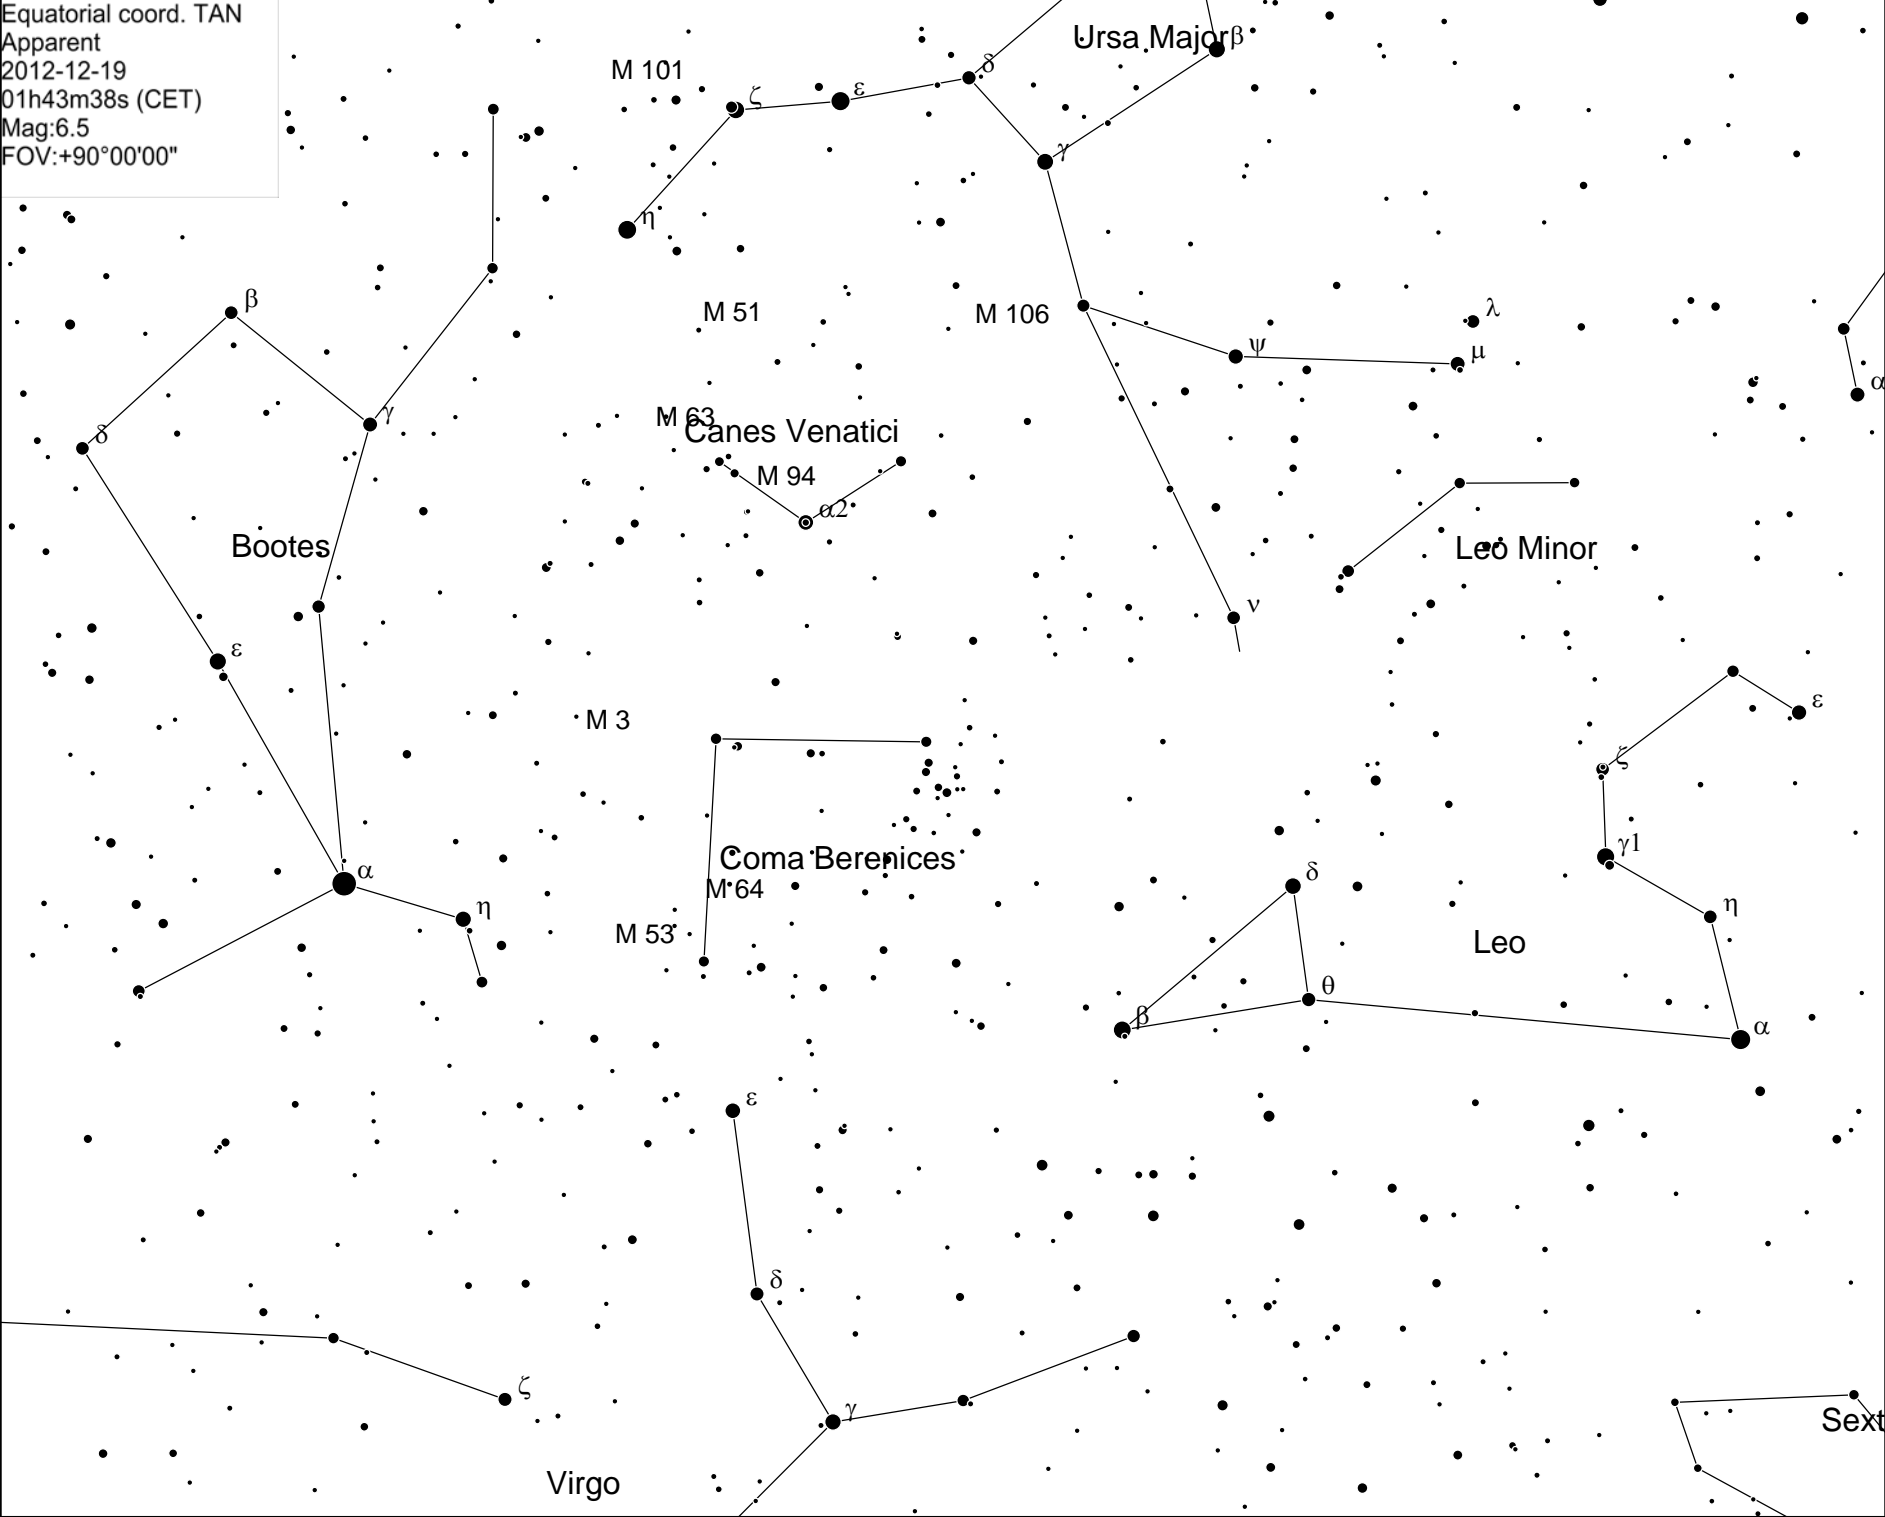 Equatorial coord. TAN
Apparent
2012-12-19
01h43m38s (CET)
Mag:6.5
FOV:+90°00'00"
Ursa Major
β
δ
M 101
ζ
ε
γ
η
β
M 51
M 106
λ
ψ
μ
α
γ
M 63
Canes Venatici
δ
M 94
α2
Bootes
Leo Minor
ν
ε
ε
M 3
ζ
γ1
Coma Berenices
α
δ
M 64
η
η
M 53
Leo
θ
β
α
ε
δ
ζ
γ
Sext
Virgo